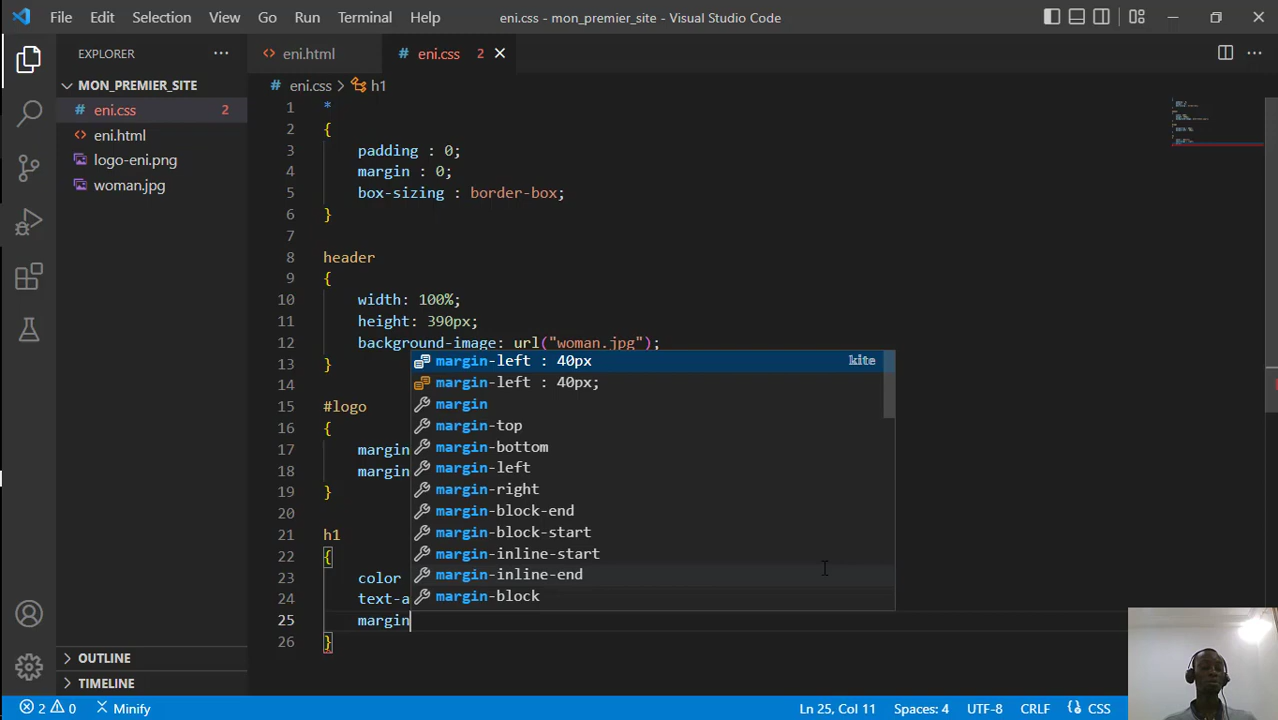 File Edit Selection View Go Run Terminal Help eni.css - mon_premier_site - Visual Studio Code
EXPLORER
MON_PREMIER_SITE
# eni.css 2
<> eni.html
logo-eni.png
woman.jpg
OUTLINE
TIMELINE
<> eni.html # eni.css 2
# eni.css > h1
1 *
2 {
3 padding : 0;
4 margin : 0;
5 box-sizing : border-box;
6 }
7
8 header
9 {
10 width: 100%;
11 height: 390px;
12 background-image: url("woman.jpg");
13 }
14
15 #logo
16 {
17 margin
18 margin
19 }
20
21 h1
22 {
23 color
24 text-a
25 margin
26 }
margin-left : 40px kite
margin-left : 40px;
margin
margin-top
margin-bottom
margin-left
margin-right
margin-block-end
margin-block-start
margin-inline-start
margin-inline-end
margin-block
2 0 Minify Ln 25, Col 11 Spaces: 4 UTF-8 CRLF CSS